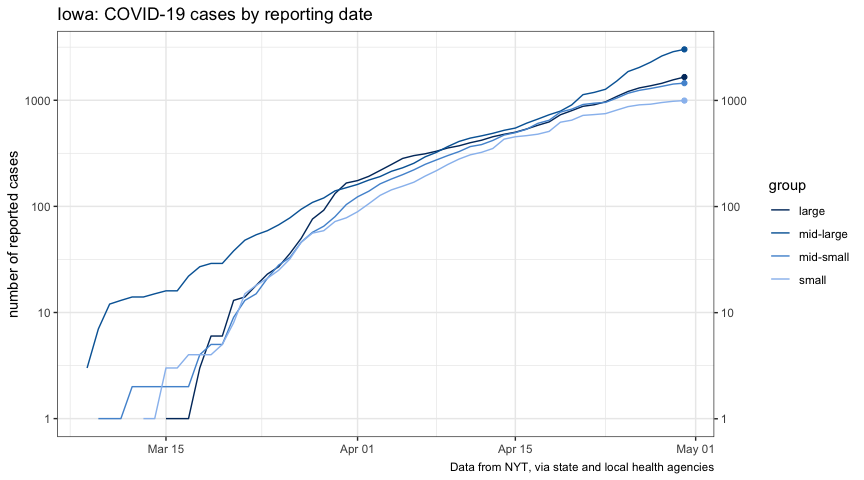 Iowa: COVID-19 cases by reporting date
number of reported cases
1000
100
10
1
1000
100
10
1
Mar 15
Apr 01
Apr 15
May 01
group
large
mid-large
mid-small
small
Data from NYT, via state and local health agencies